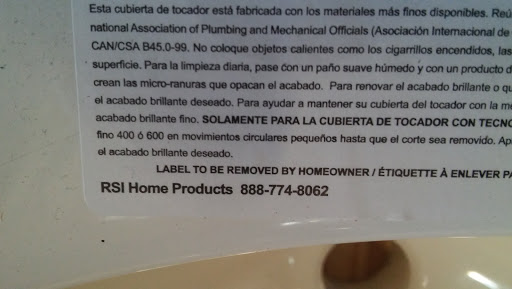 Esta cubierta de tocador está fabricada con los materiales más finos disponibles.
national Association of Plumbing and Mechanical Officials (Asociación Internacional de
CAN/CSA B45.0-99. No coloque objetos calientes como los cigarrillos encendidos, las
superficie. Para la limpieza diaria, pase con un paño suave húmedo y con un producto d
crean las micro-ranuras que opacan el acabado. Para renovar el acabado brillante o qu
el acabado brillante deseado. Para ayudar a mantener su cubierta del tocador con la me
acabado brillante fino. SOLAMENTE PARA LA CUBIERTA DE TOCADOR CON TECNO
fino 400 ó 600 en movimientos circulares pequeños hasta que el corte sea removido. Ap
el acabado brillante deseado.
LABEL TO BE REMOVED BY HOMEOWNER / ÉTIQUETTE À ENLEVER PA
RSI Home Products 888-774-8062